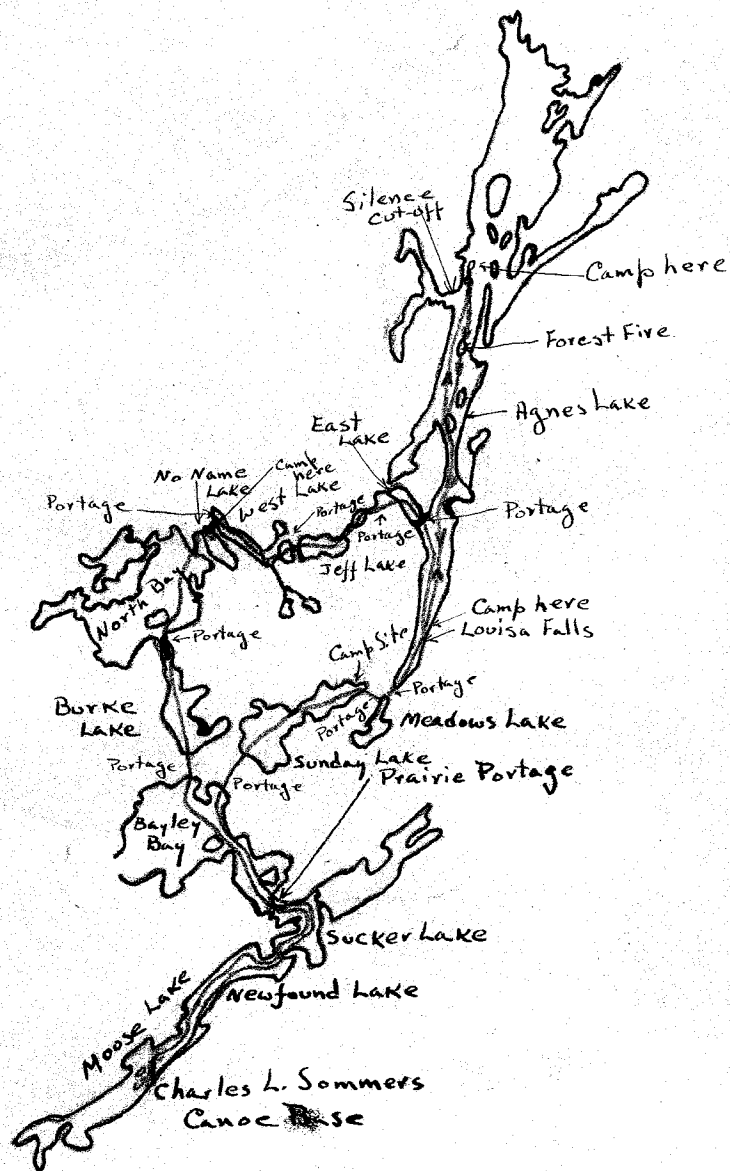 Silence
Cut-off
Camp here
Forest Fire
Agnes Lake
East
Lake
No Name
Lake
Camp
here
West Lake
Portage
Portage
Portage
Portage
Jeff Lake
North Bay
Camp here
Louisa Falls
Portage
Camp Site
Portage
Burke
Lake
Portage
Meadows Lake
Portage
Sunday Lake
Portage
Prairie Portage
Bayley
Bay
Sucker Lake
Newfound Lake
Moose Lake
Charles L. Sommers
Canoe Base